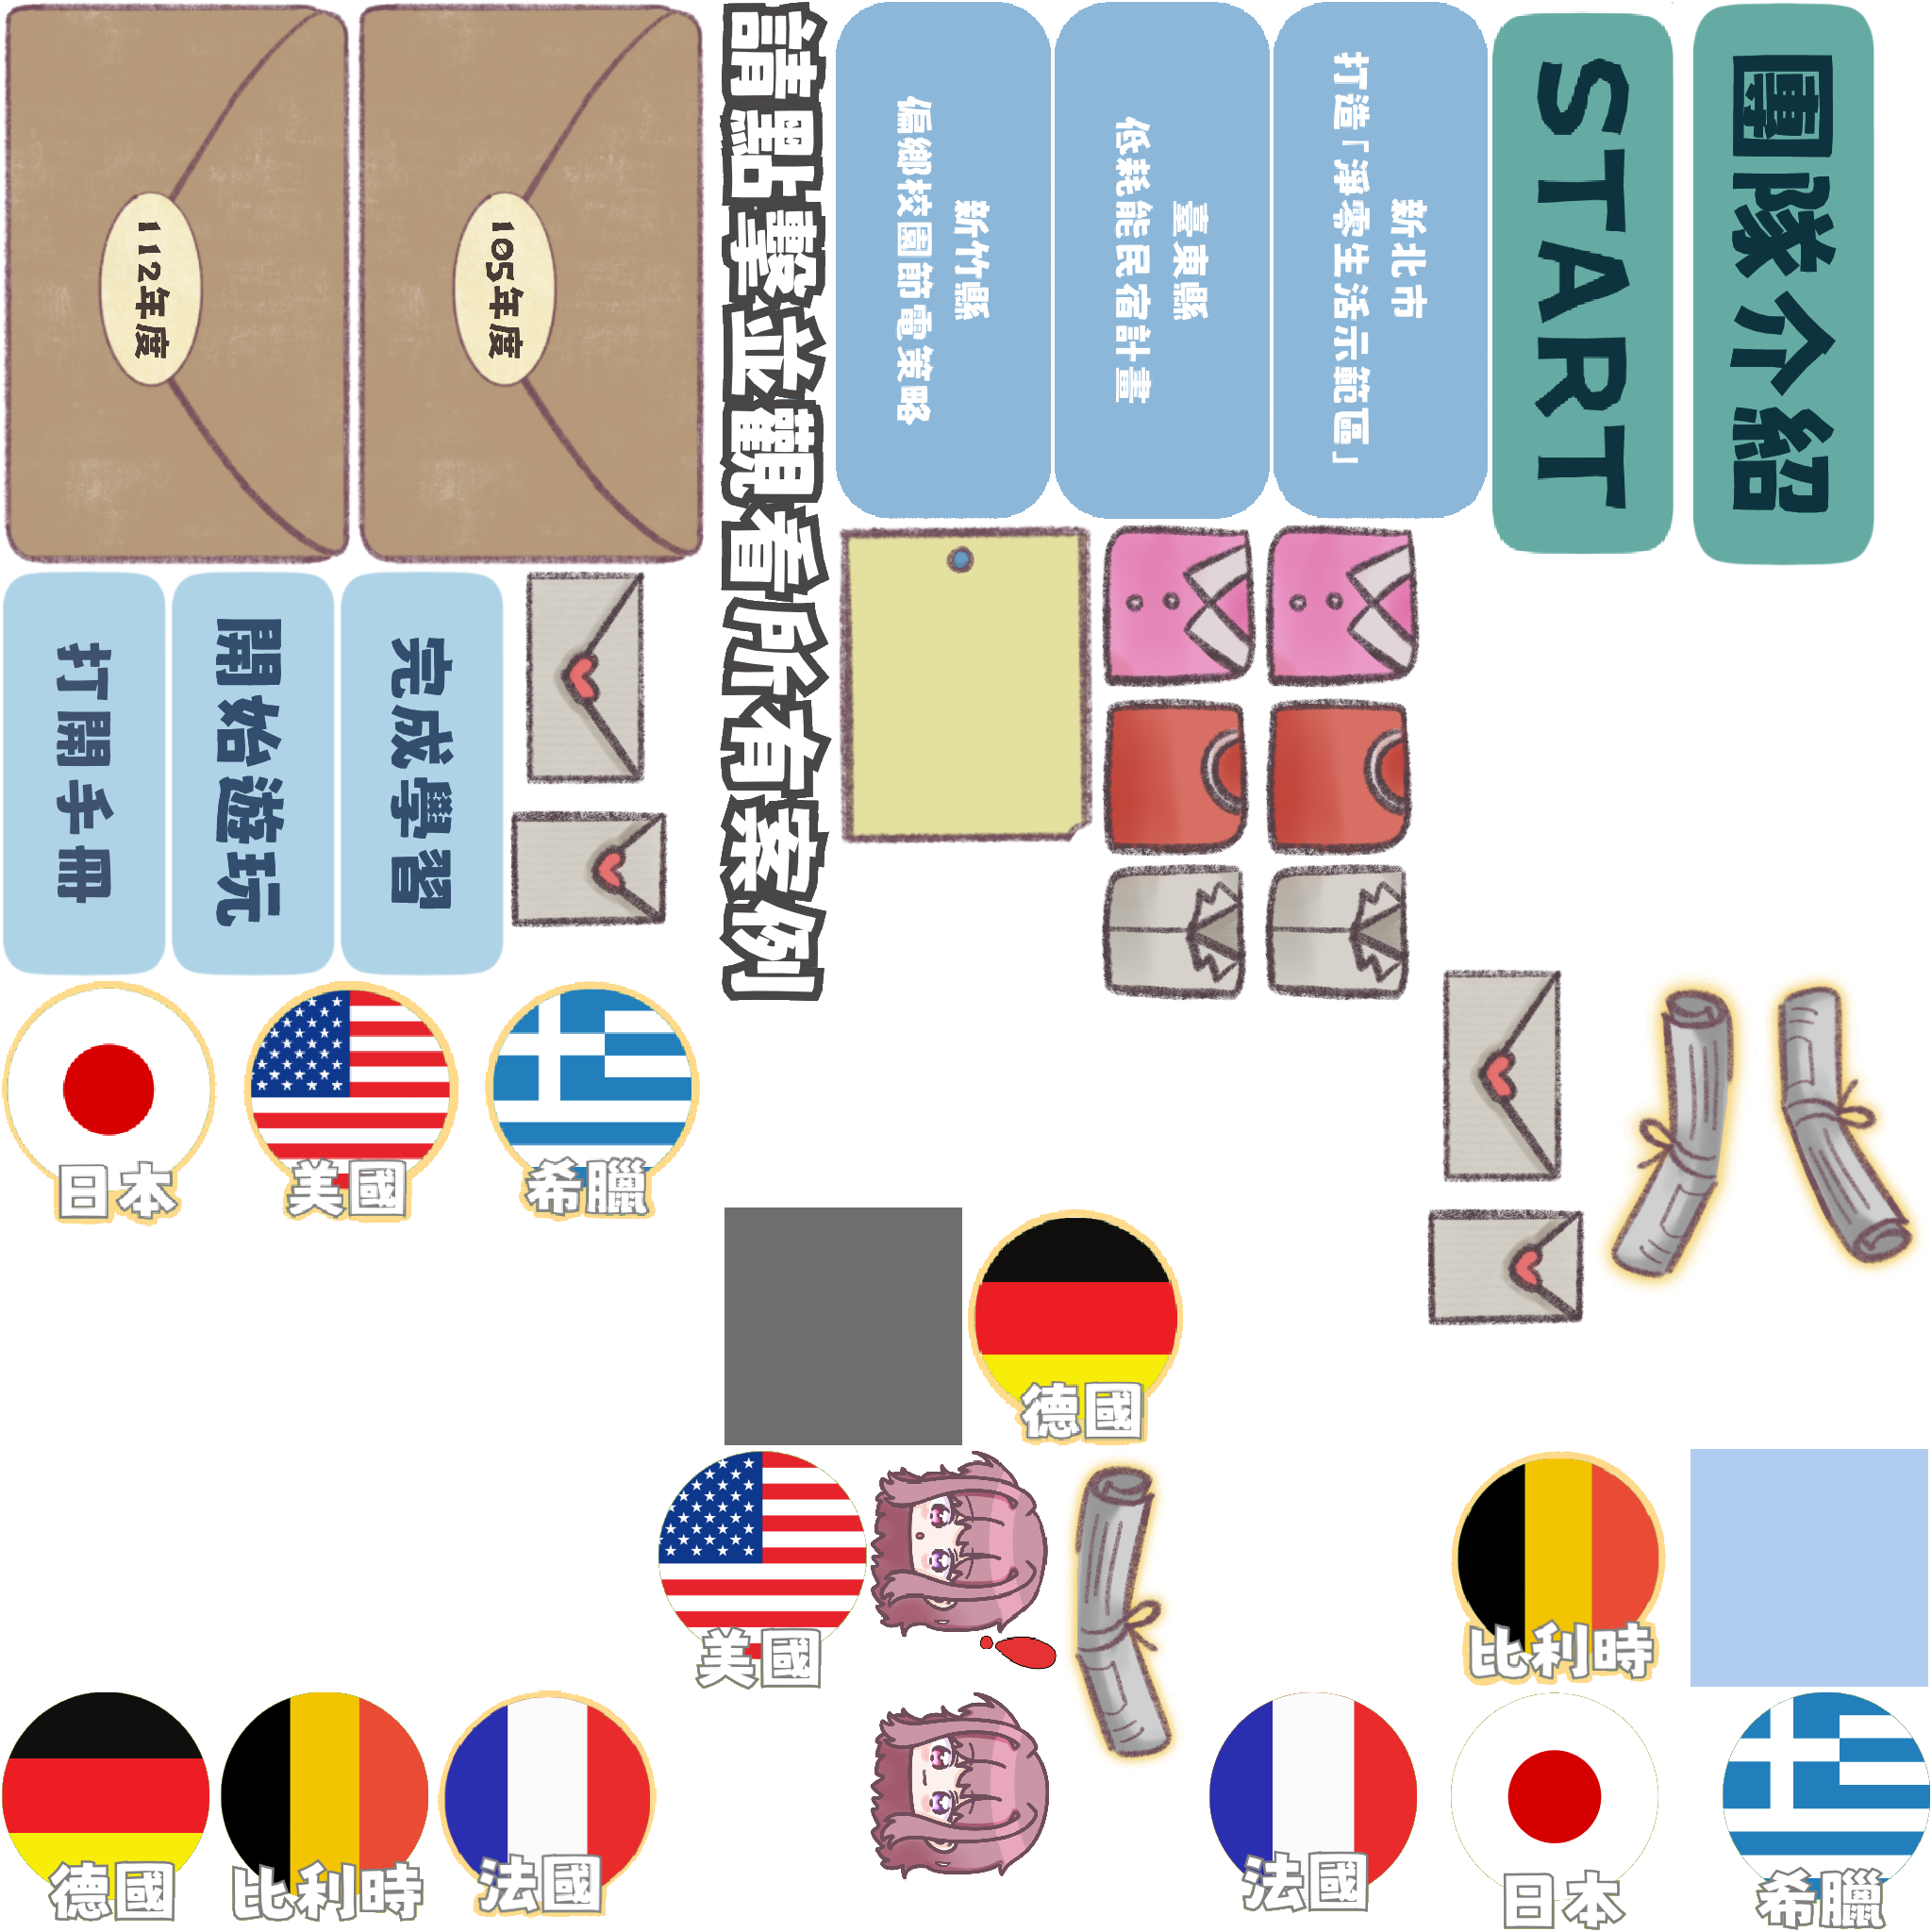 112年度
105年度
請點擊並觀看所有案例
新竹縣
偏鄉校園節電策略
臺東縣
低耗能民宿計畫
新北市
打造「淨零生活示範區」
START
團隊介紹
打開手冊
開始遊玩
完成學習
日本
美國
希臘
德國
美國
比利時
德國
比利時
法國
法國
日本
希臘